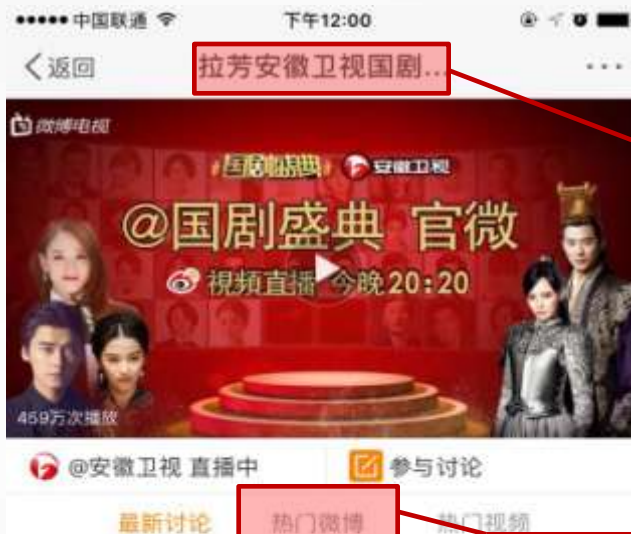 中国联通 下午12:00
返回 拉芳安徽卫视国剧... ...
微博电视
国剧盛典 安徽卫视
@国剧盛典 官微
視頻直播 今晚20:20
459万次播放
@安徽卫视 直播中 参与讨论
最新讨论 热门微博 热门视频